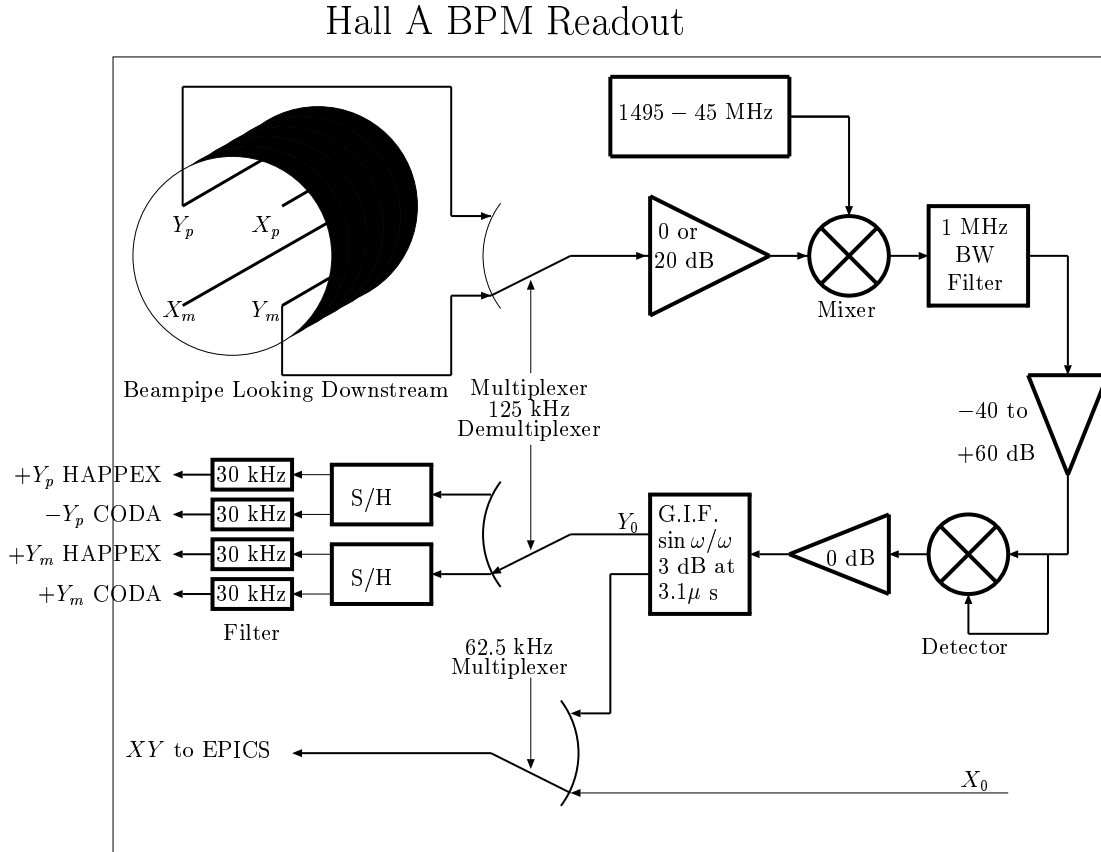 Hall A BPM Readout
1495 − 45 MHz
Y_p
X_p
X_m
Y_m
0 or
20 dB
1 MHz
BW
Filter
Mixer
Beampipe Looking Downstream
Multiplexer
125 kHz
Demultiplexer
−40 to
+60 dB
+Y_p HAPPEX
30 kHz
S/H
−Y_p CODA
30 kHz
+Y_m HAPPEX
30 kHz
S/H
+Y_m CODA
30 kHz
Filter
Y_0
G.I.F.
sin ω/ω
3 dB at
3.1μ s
0 dB
Detector
62.5 kHz
Multiplexer
XY to EPICS
X_0